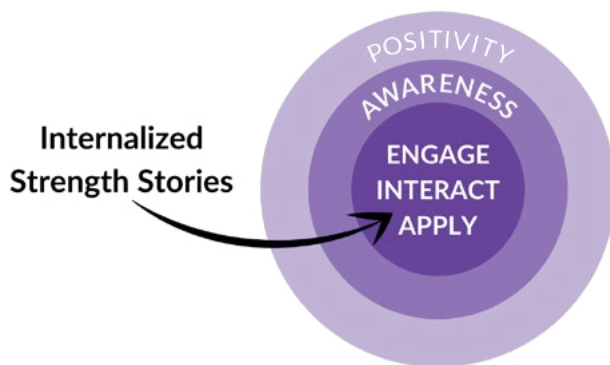 POSITIVITY
AWARENESS
Internalized
Strength Stories
ENGAGE
INTERACT
APPLY